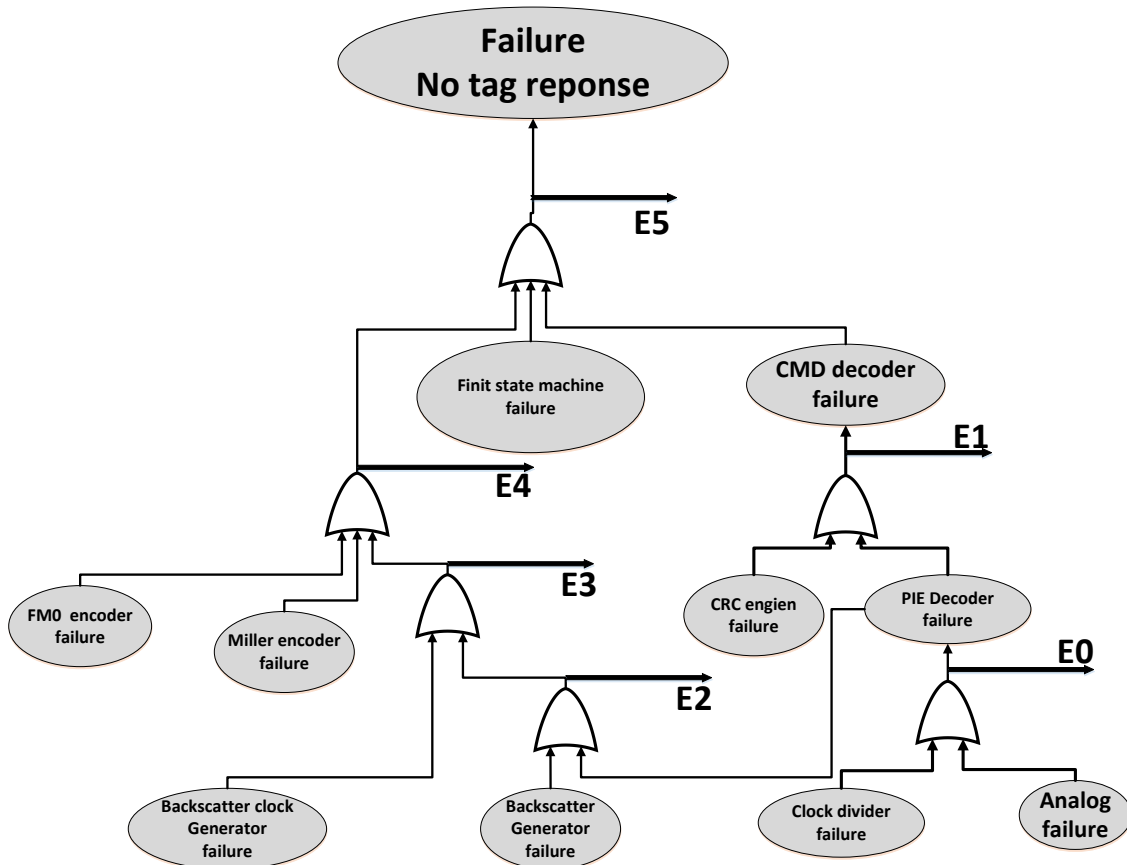 Failure
No tag reponse
E5
Finit state machine
failure
CMD decoder
failure
E1
E4
E3
FM0 encoder
failure
Miller encoder
failure
CRC engien
failure
PIE Decoder
failure
E0
E2
Backscatter clock
Generator
failure
Backscatter
Generator
failure
Clock divider
failure
Analog
failure